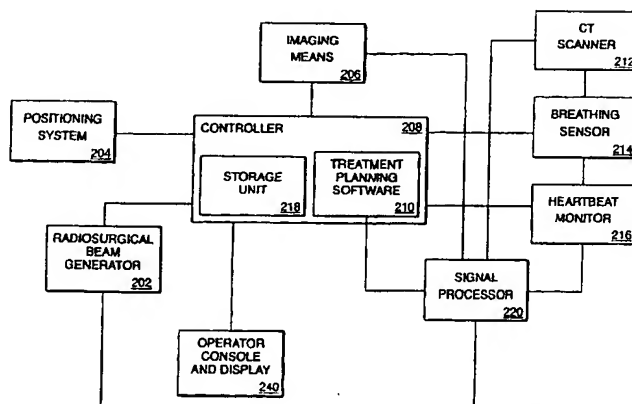 IMAGING
MEANS
206
CT
SCANNER
212
POSITIONING
SYSTEM
204
CONTROLLER
208
BREATHING
SENSOR
214
STORAGE
UNIT
218
TREATMENT
PLANNING
SOFTWARE
210
HEARTBEAT
MONITOR
216
RADIOSURGICAL
BEAM
GENERATOR
202
SIGNAL
PROCESSOR
220
OPERATOR
CONSOLE
AND DISPLAY
240